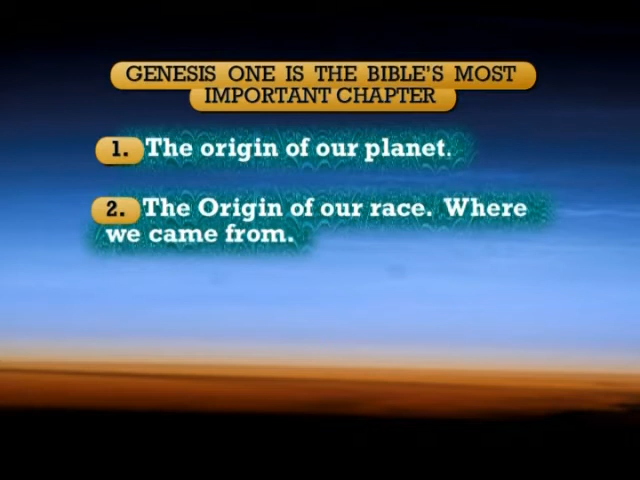 GENESIS ONE IS THE BIBLE'S MOST
IMPORTANT CHAPTER
1. The origin of our planet.
2. The Origin of our race. Where
we came from.